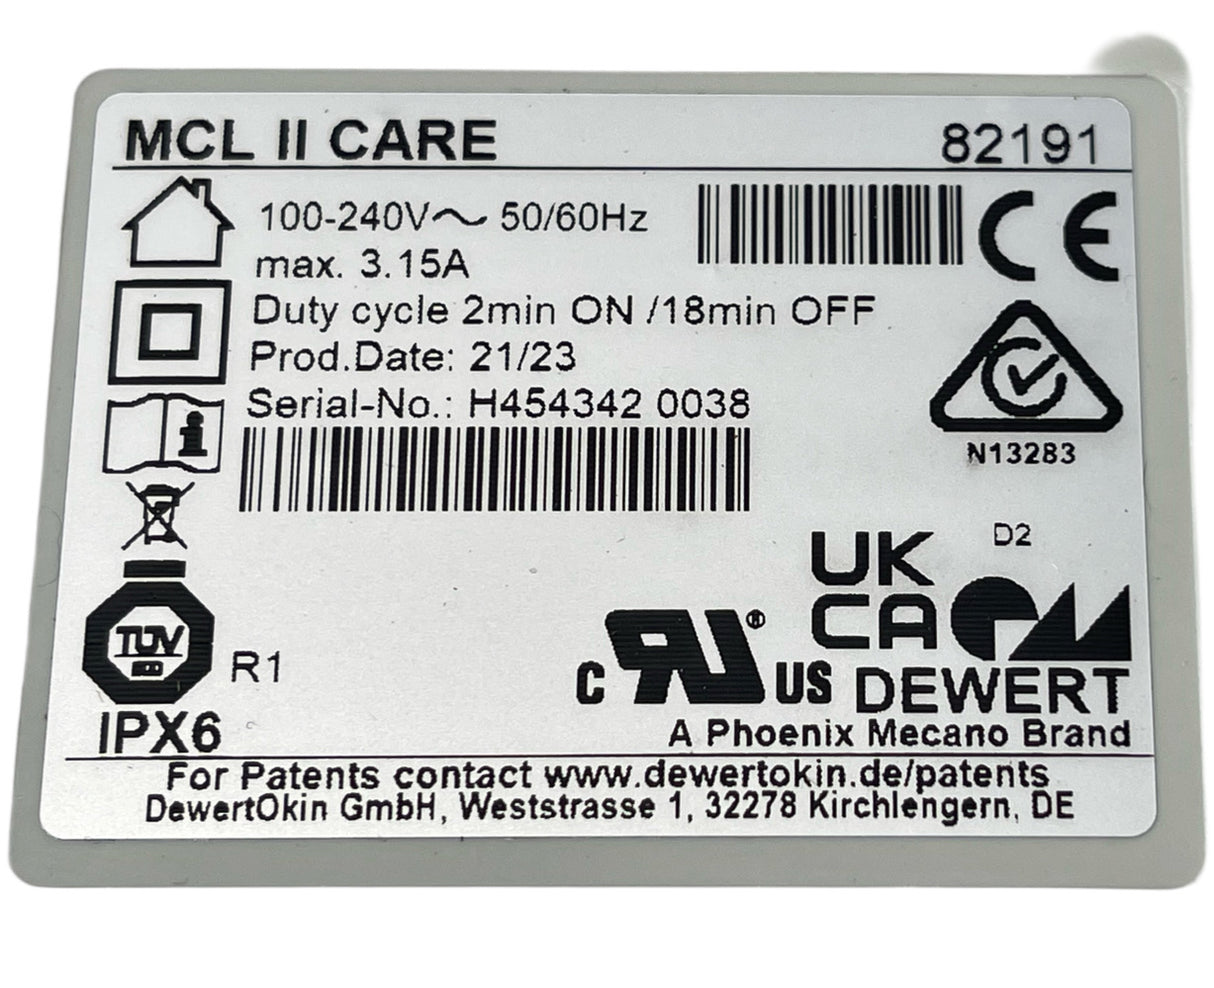 MCL II CARE 82191
100-240V～ 50/60Hz
max. 3.15A
Duty cycle 2min ON /18min OFF
Prod.Date: 21/23
Serial-No.: H454342 0038
CE
N13283
D2
UK
CA
TÜV
R1
c RU® US
DEWERT
IPX6
A Phoenix Mecano Brand
For Patents contact www.dewertokin.de/patents
DewertOkin GmbH, Weststrasse 1, 32278 Kirchlengern, DE